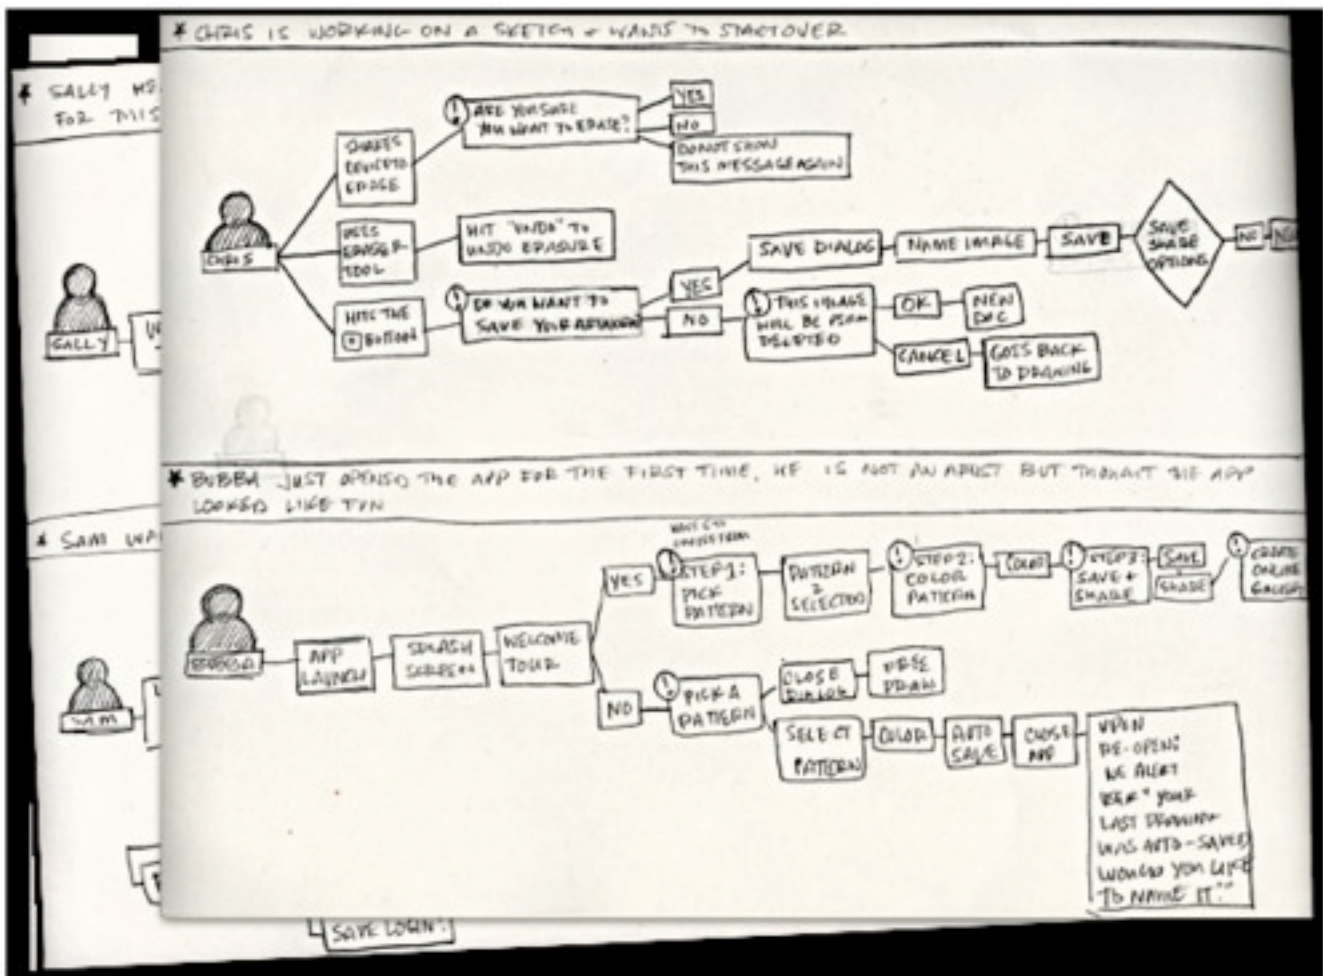 * CHRIS IS WORKING ON A SKETCH + WANTS TO START OVER
* SALLY
FOR THIS
ARE YOU SURE
YOU WANT TO ERASE?
YES
NO
DO NOT SHOW
THIS MESSAGE AGAIN
SHAKES
DEVICE TO
ERASE
CHRIS
USES
ERASER
TOOL
HIT "UNDO" TO
UNDO ERASURE
HITS THE
BUTTON
DO YOU WANT TO
SAVE YOUR
YES
NO
SAVE DIALOG
NAME IMAGE
SAVE
SAVE
SHARE
OPTIONS
NO
THIS IMAGE
WILL BE PERM
DELETED
OK
NEW
DOC
CANCEL
GOES BACK
TO DRAWING
SALLY
* BUBBA JUST OPENED THE APP FOR THE FIRST TIME. HE IS NOT AN ARTIST BUT THOUGHT THE APP
LOOKED LIKE FUN
* SAM
YES
STEP 1:
PICK
PATTERN
PATTERN
SELECTED
STEP 2:
COLOR
PATTERN
COLOR
STEP 3:
SAVE +
SHARE
SAVE
SHARE
CREATE
ONLINE
BUBBA
APP
LAUNCH
SPLASH
SCREEN
WELCOME
TOUR
NO
PICK A
PATTERN
CLOSE
DIALOG
FREE
DRAW
SELECT
PATTERN
COLOR
AUTO
SAVE
CLOSE
APP
UPON
RE-OPEN:
WE ALERT
USER "YOUR
LAST DRAWING
WAS AUTO-SAVED
WOULD YOU LIKE
TO NAME IT."
SAM
SAVE LOGIN?